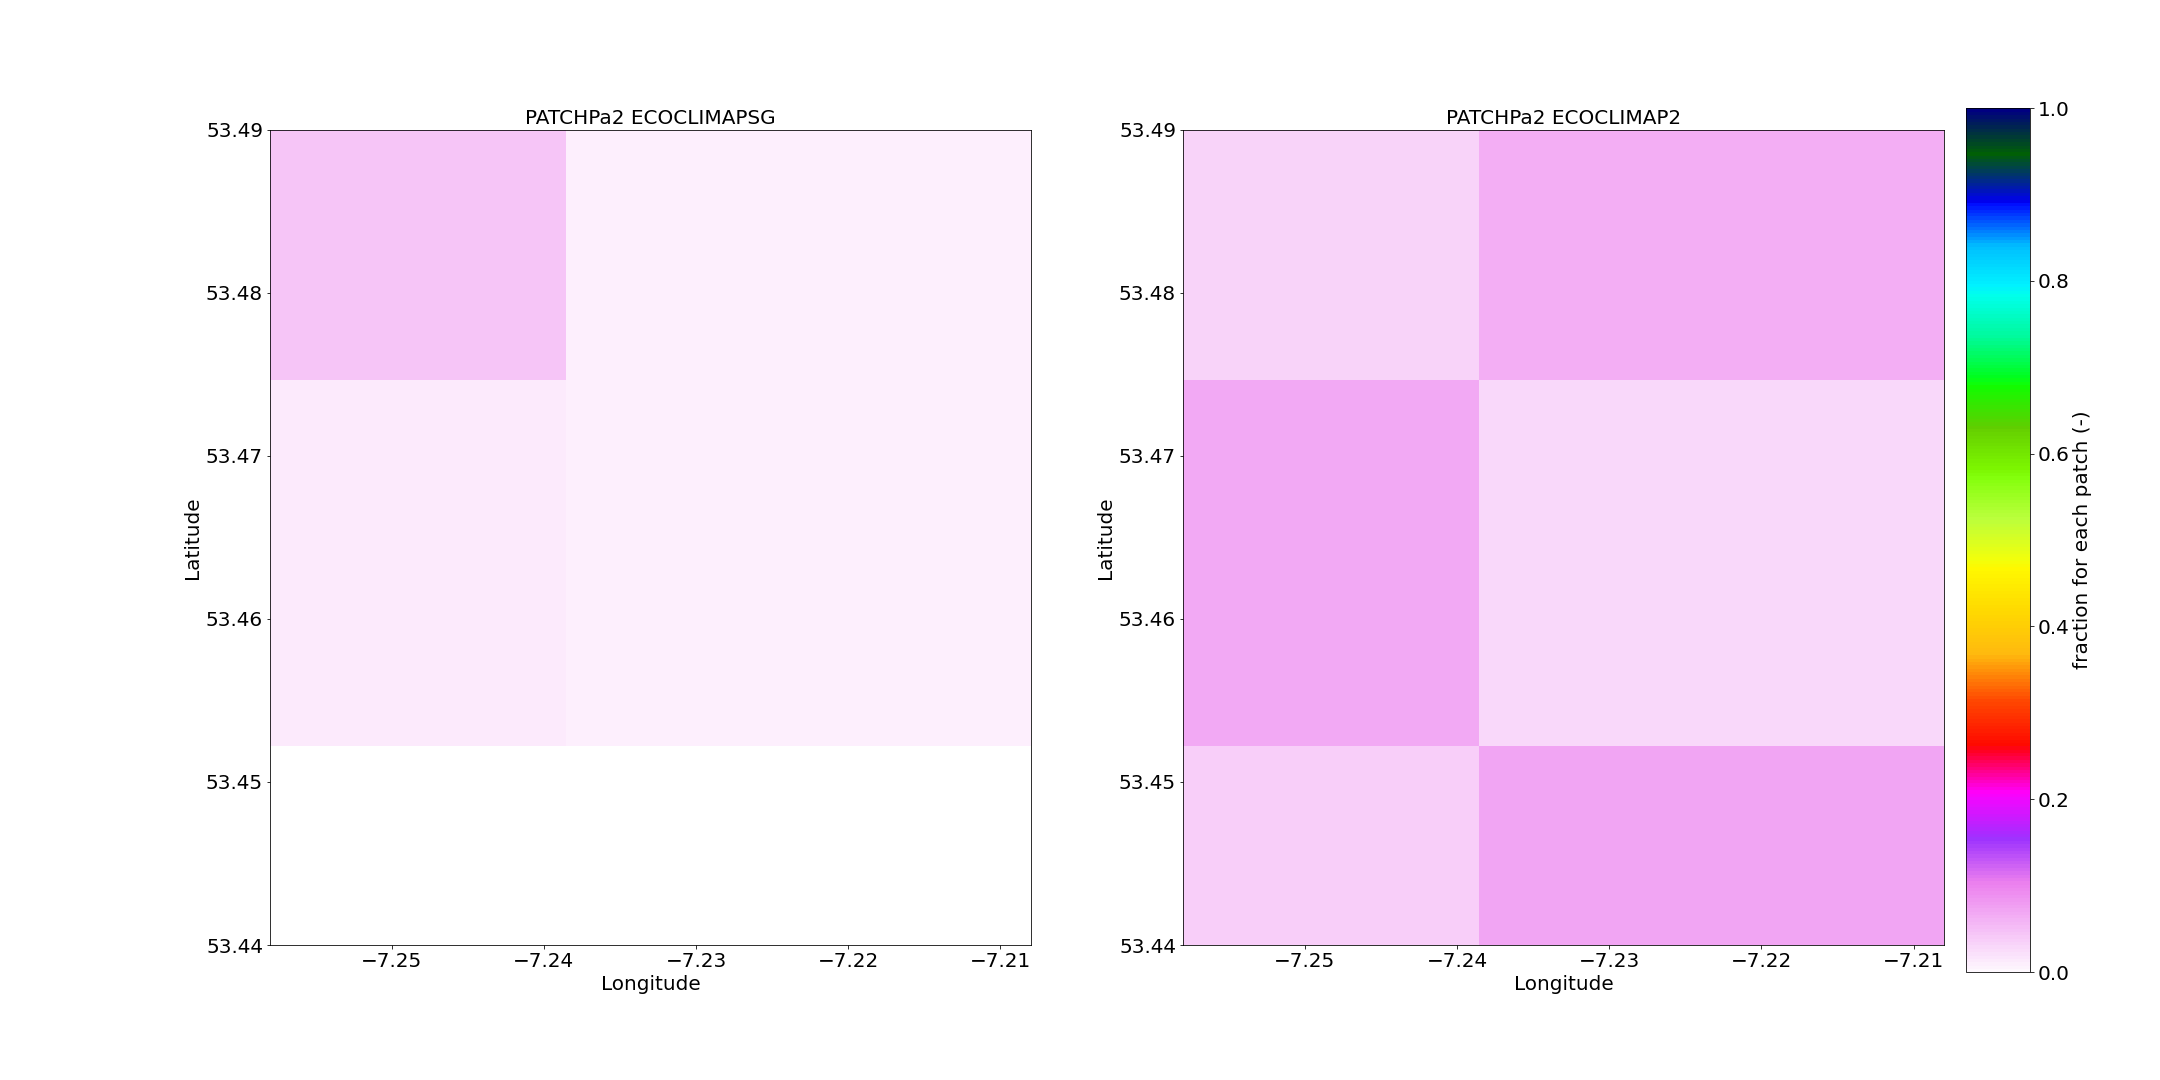 PATCHPa2 ECOCLIMAPSG
53.49
53.48
53.47
53.46
53.45
53.44
Latitude
−7.25 −7.24 −7.23 −7.22 −7.21
Longitude
PATCHPa2 ECOCLIMAP2
53.49
53.48
53.47
53.46
53.45
53.44
Latitude
−7.25 −7.24 −7.23 −7.22 −7.21
Longitude
1.0
0.8
0.6
0.4
0.2
0.0
fraction for each patch (-)